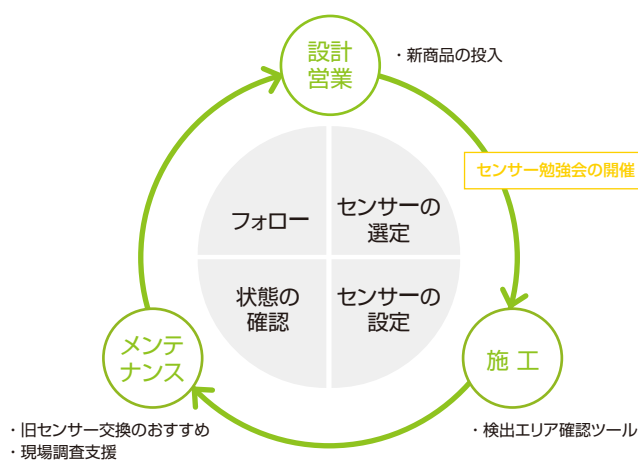 設計
営業
・新商品の投入
センサー勉強会の開催
フォロー
センサーの
選定
状態の
確認
センサーの
設定
メンテ
ナンス
施 工
・旧センサー交換のおすすめ
・現場調査支援
・検出エリア確認ツール